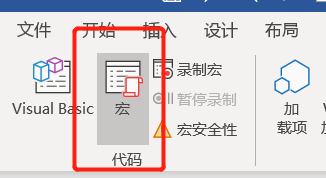 文件 开始 插入 设计 布局
Visual Basic
宏
录制宏
暂停录制
宏安全性
加
载项
代码